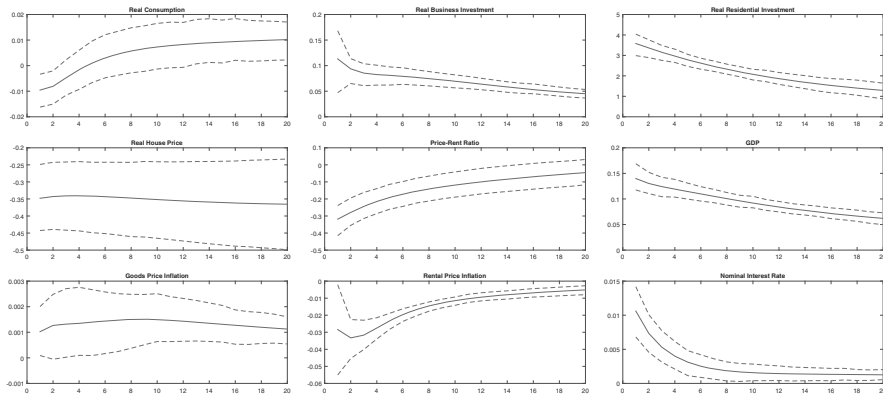 Real Consumption
0.02
0.01
0
-0.01
-0.02
0 2 4 6 8 10 12 14 16 18 20
Real Business Investment
0.2
0.15
0.1
0.05
0
0 2 4 6 8 10 12 14 16 18 20
Real Residential Investment
5
4
3
2
1
0
0 2 4 6 8 10 12 14 16 18 20
Real House Price
-0.2
-0.25
-0.3
-0.35
-0.4
-0.45
-0.5
0 2 4 6 8 10 12 14 16 18 20
Price-Rent Ratio
0.1
0
-0.1
-0.2
-0.3
-0.4
-0.5
0 2 4 6 8 10 12 14 16 18 20
GDP
0.2
0.15
0.1
0.05
0
0 2 4 6 8 10 12 14 16 18 20
Goods Price Inflation
0.003
0.002
0.001
0
-0.001
0 2 4 6 8 10 12 14 16 18 20
Rental Price Inflation
0
-0.01
-0.02
-0.03
-0.04
-0.05
-0.06
0 2 4 6 8 10 12 14 16 18 20
Nominal Interest Rate
0.015
0.01
0.005
0
0 2 4 6 8 10 12 14 16 18 20